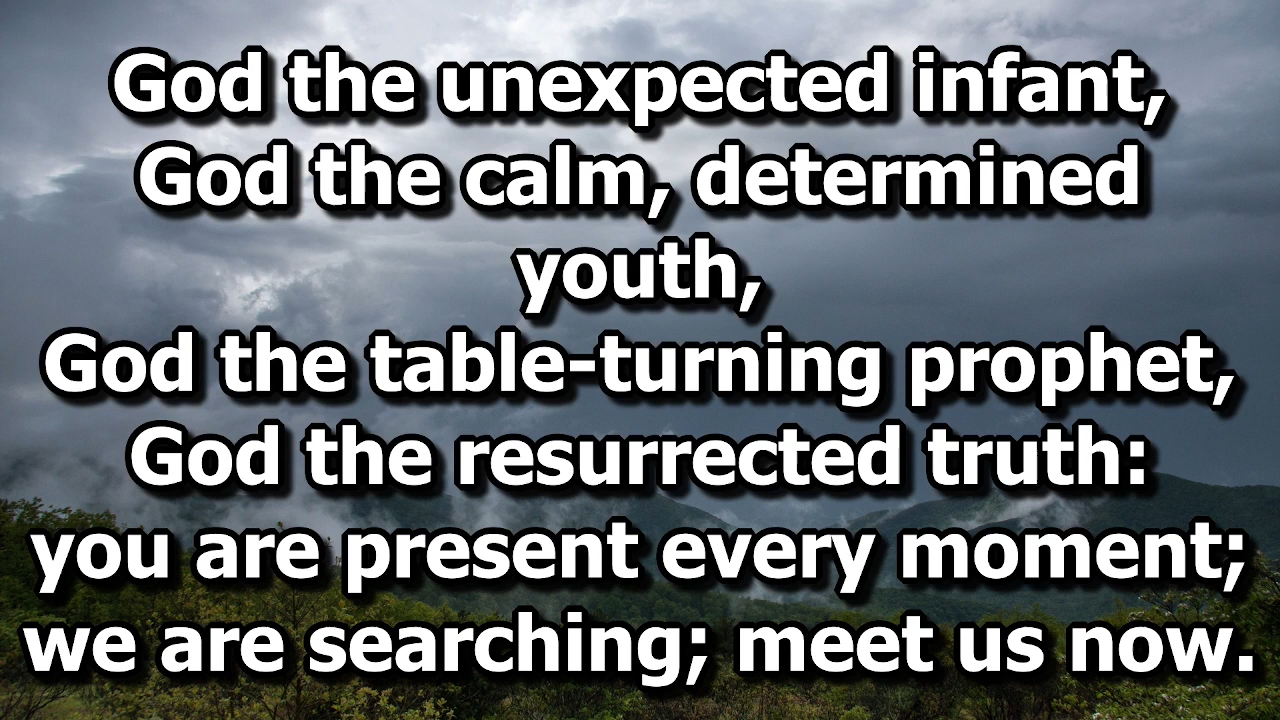 God the unexpected infant,
God the calm, determined
youth,
God the table-turning prophet,
God the resurrected truth:
you are present every moment;
we are searching; meet us now.